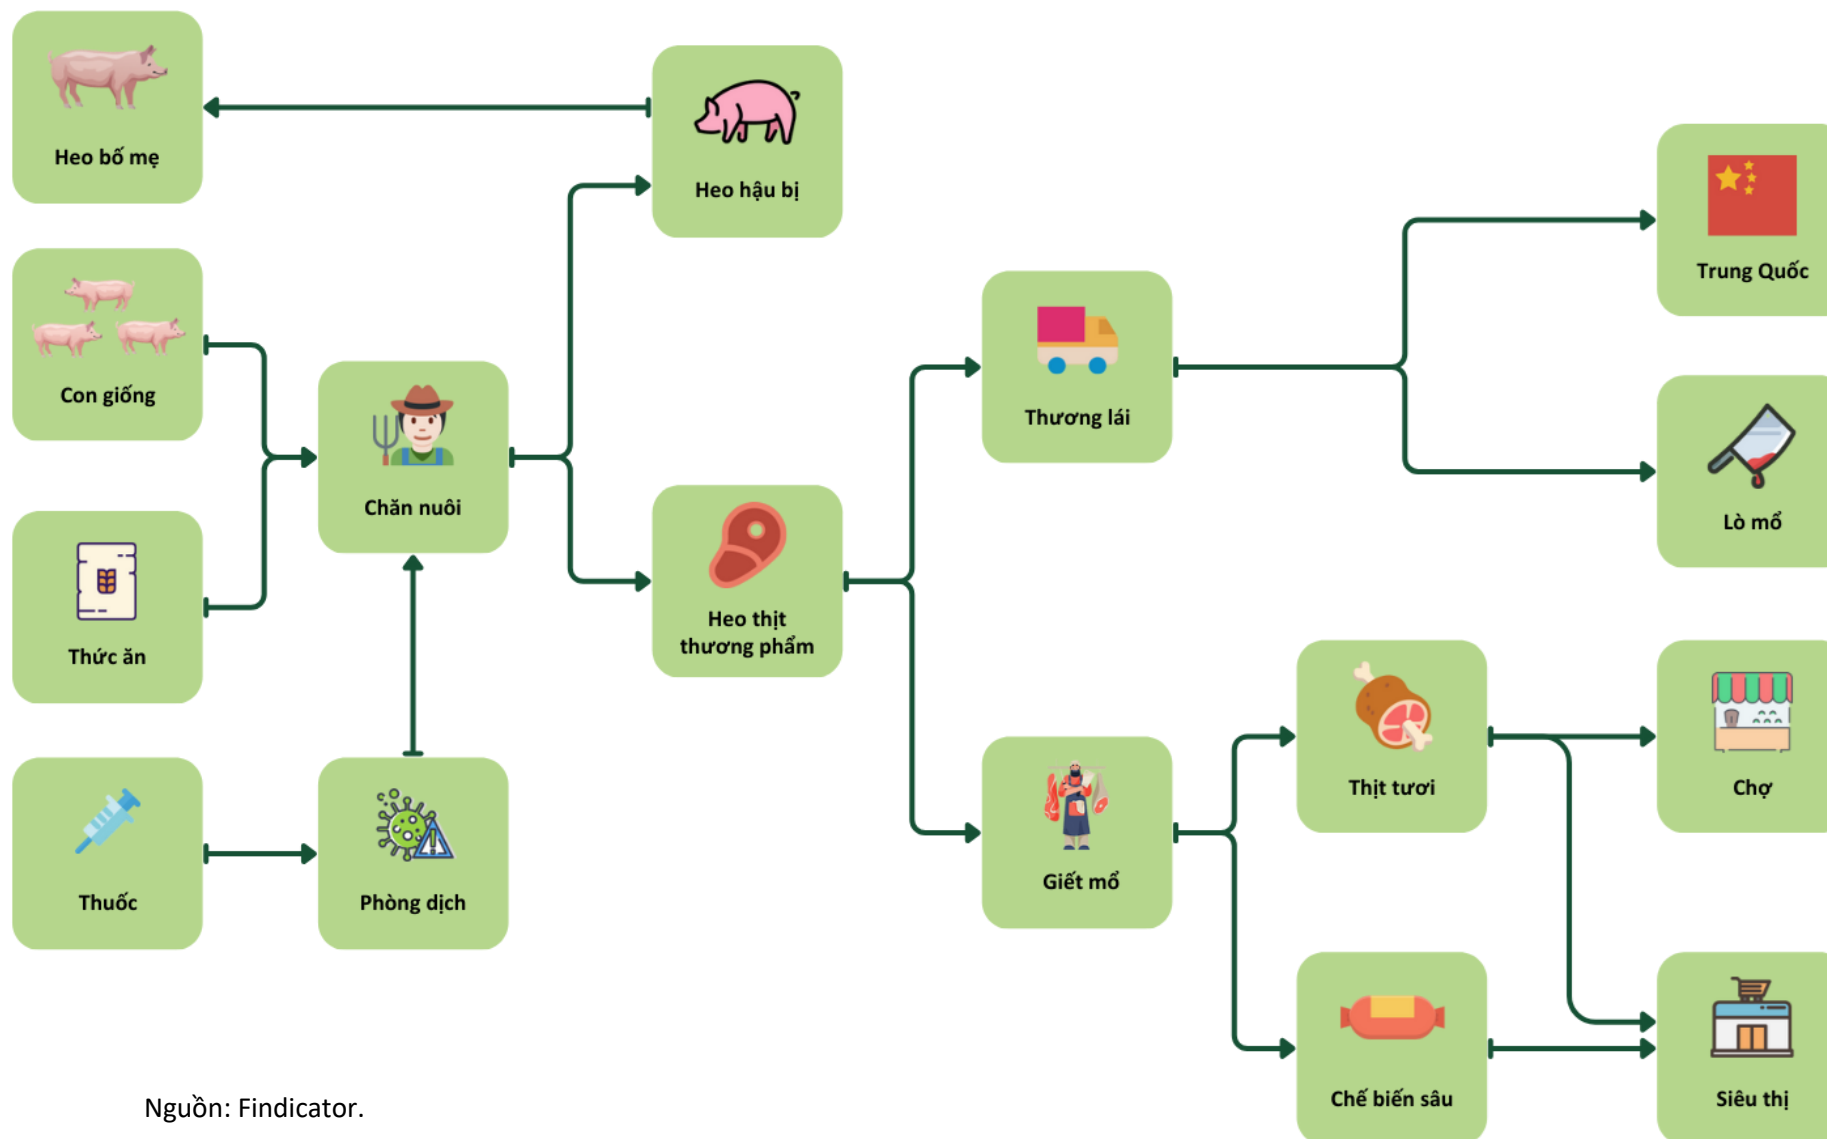 Heo bố mẹ
Heo hậu bị
Trung Quốc
Con giống
Thương lái
Chăn nuôi
Lò mổ
Heo thịt
thương phẩm
Thức ăn
Thịt tươi
Chợ
Giết mổ
Thuốc
Phòng dịch
Chế biến sâu
Siêu thị
Nguồn: Findicator.